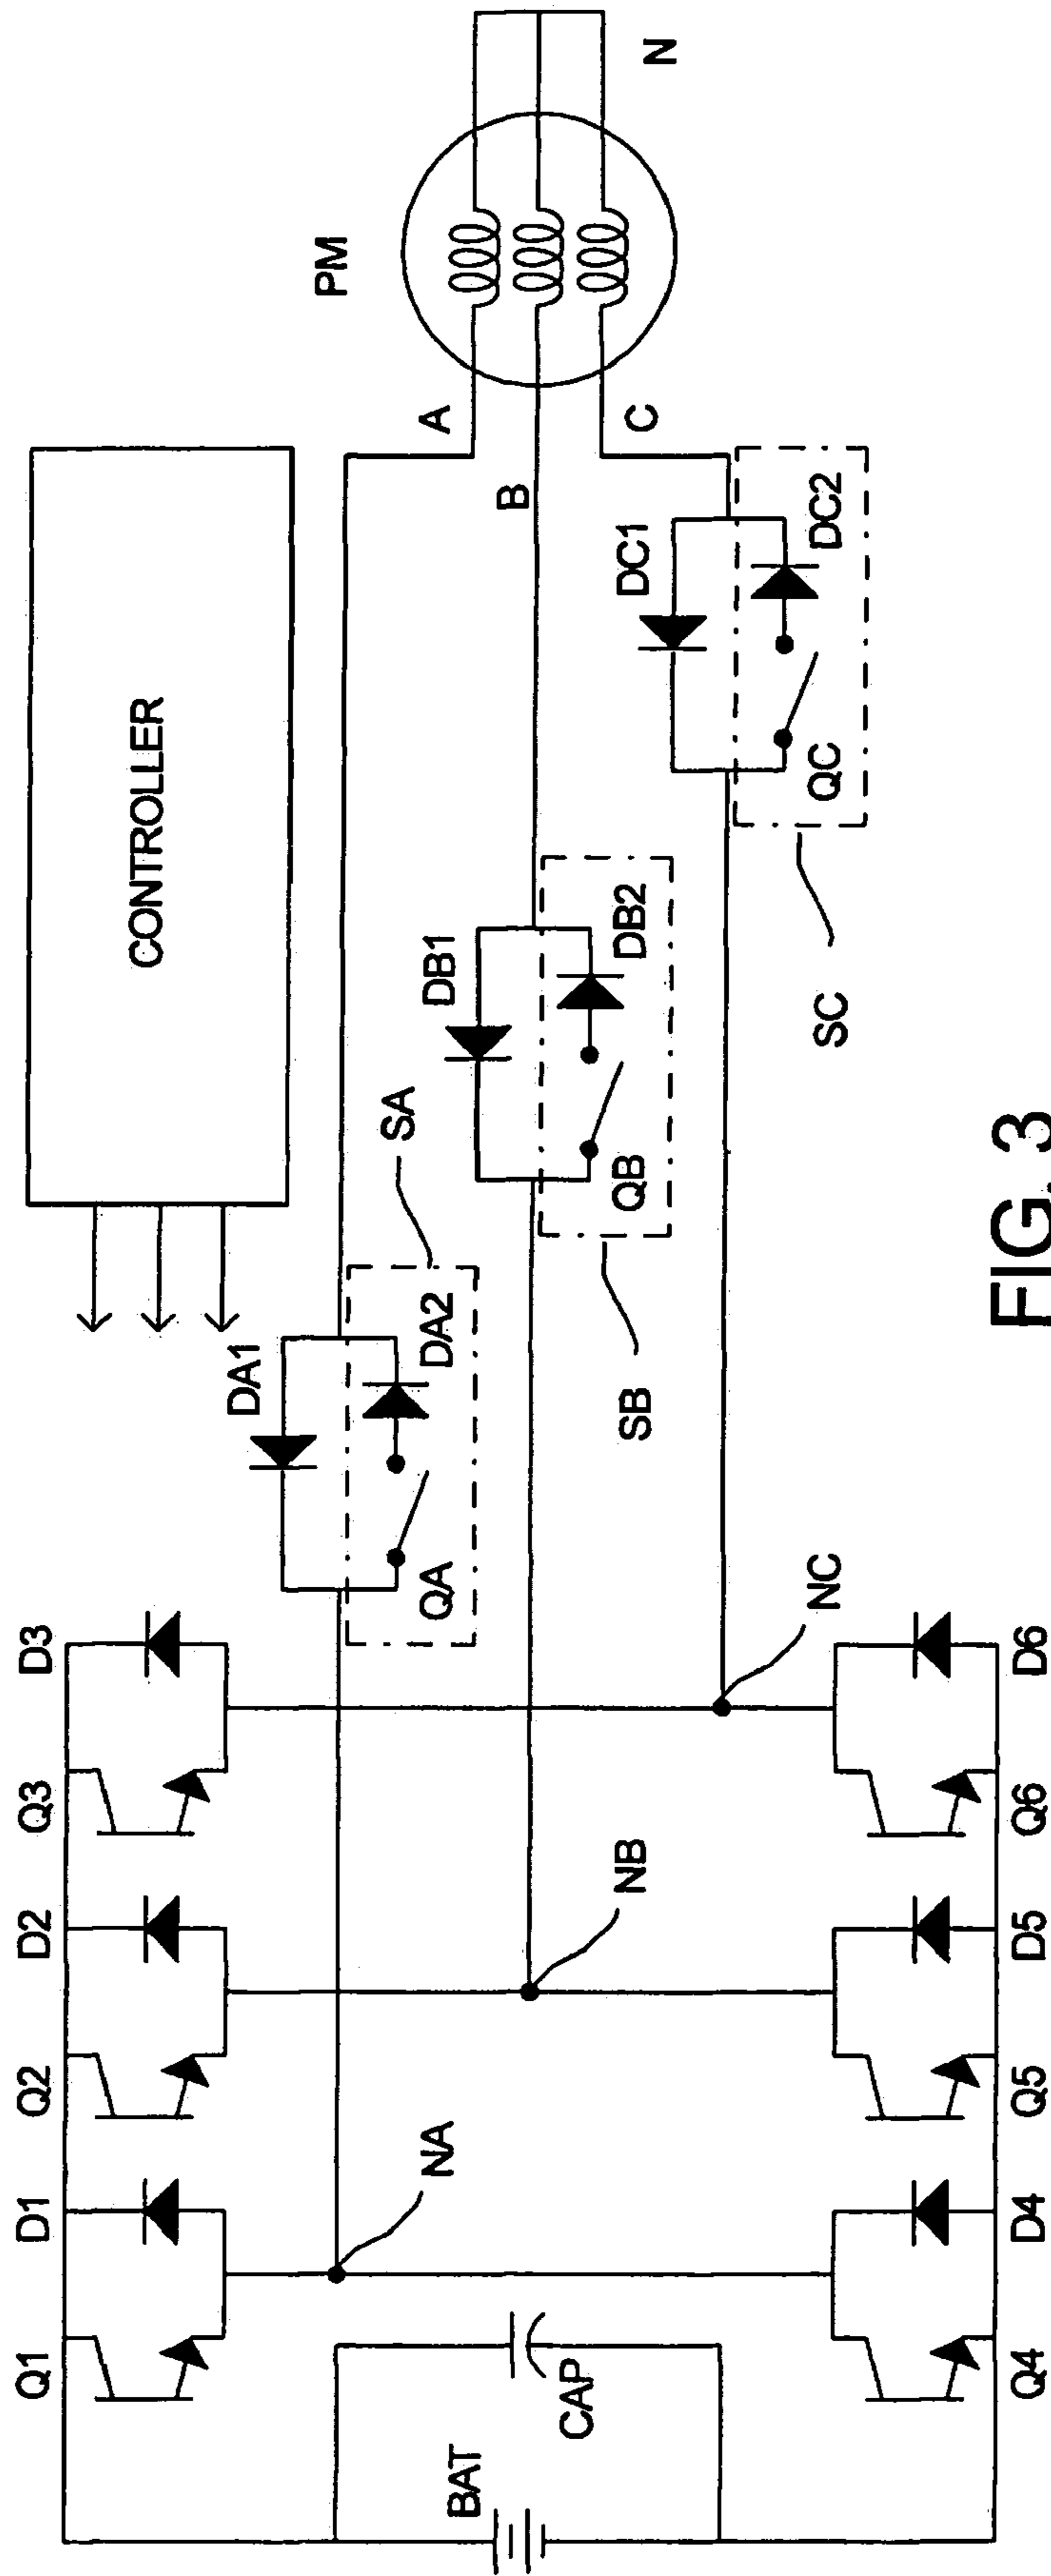 CONTROLLER
PM
N
A
B
C
DA1
SA
DA2
QA
DB1
DB2
QB
SB
DC1
DC2
QC
SC
Q1
D1
Q2
D2
Q3
D3
NA
NB
NC
BAT
CAP
Q4
D4
Q5
D5
Q6
D6
FIG. 3